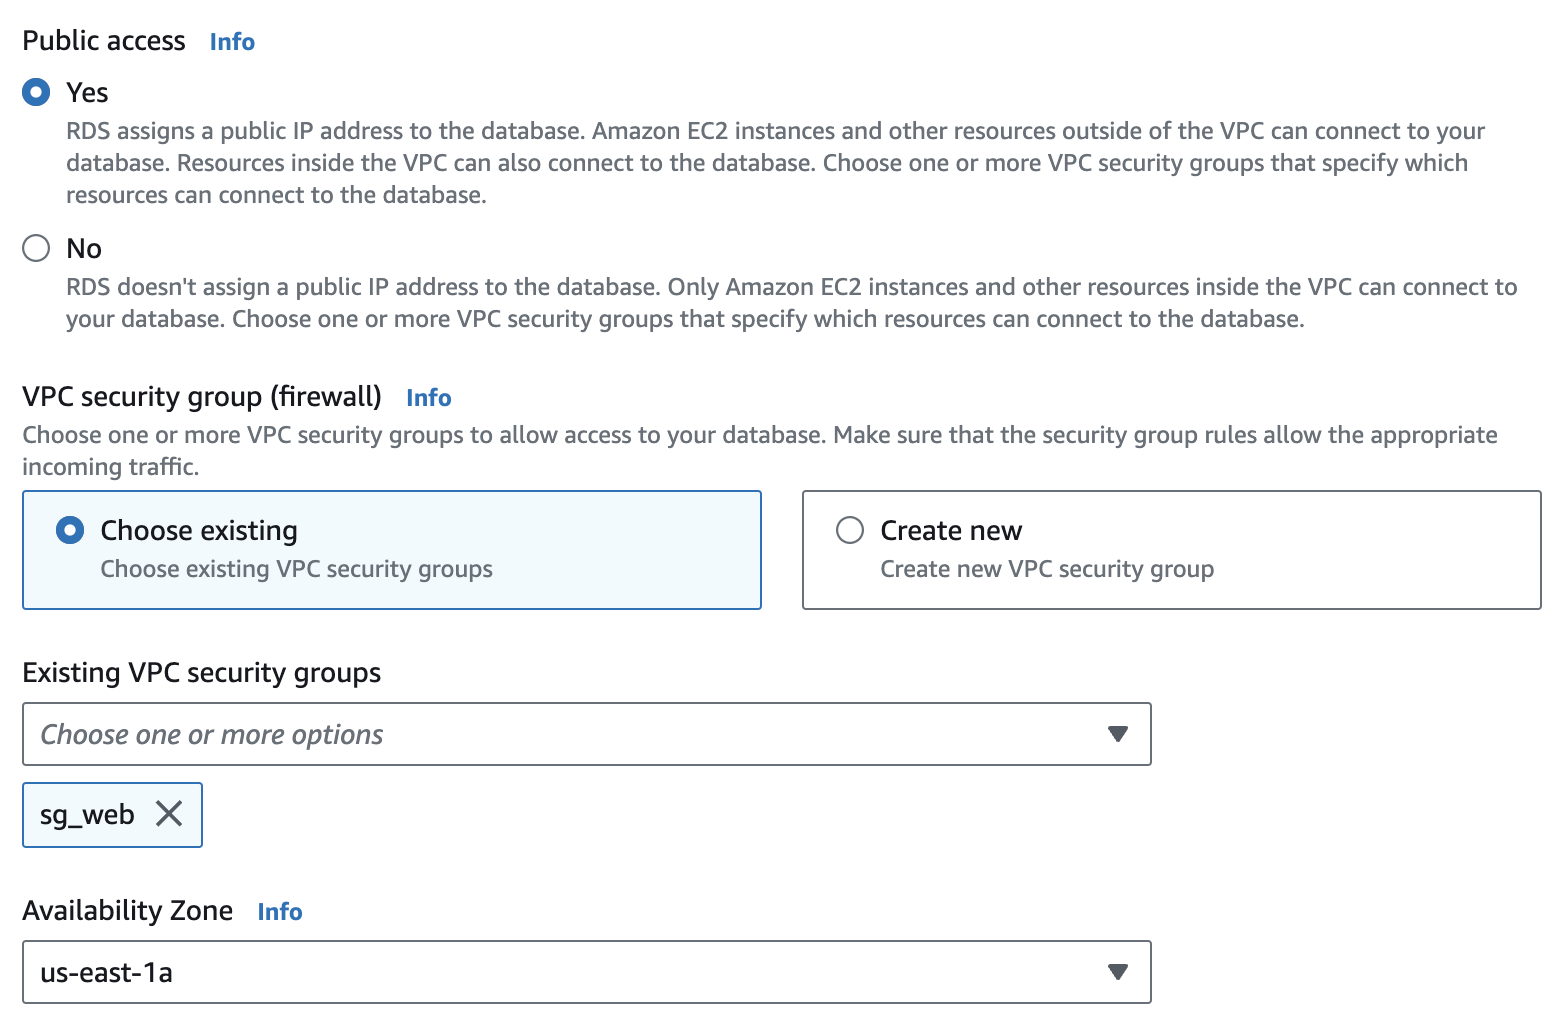 Public access Info
Yes
RDS assigns a public IP address to the database. Amazon EC2 instances and other resources outside of the VPC can connect to your
database. Resources inside the VPC can also connect to the database. Choose one or more VPC security groups that specify which
resources can connect to the database.
No
RDS doesn't assign a public IP address to the database. Only Amazon EC2 instances and other resources inside the VPC can connect to
your database. Choose one or more VPC security groups that specify which resources can connect to the database.
VPC security group (firewall) Info
Choose one or more VPC security groups to allow access to your database. Make sure that the security group rules allow the appropriate
incoming traffic.
Choose existing
Choose existing VPC security groups
Create new
Create new VPC security group
Existing VPC security groups
Choose one or more options
sg_web
Availability Zone Info
us-east-1a